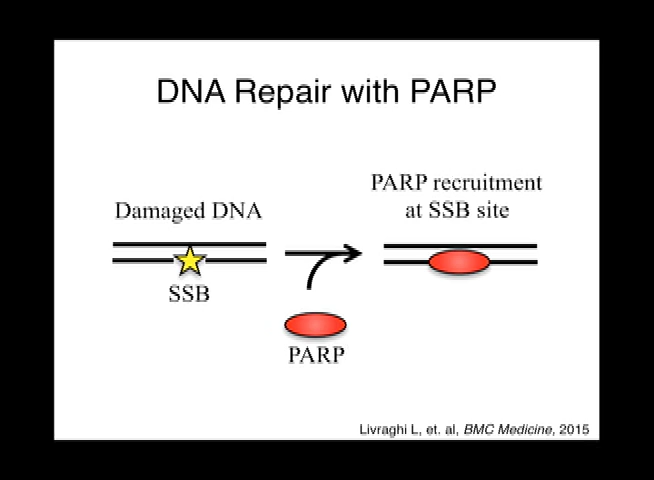 DNA Repair with PARP
PARP recruitment
at SSB site
Damaged DNA
SSB
PARP
Livraghi L, et. al, BMC Medicine, 2015